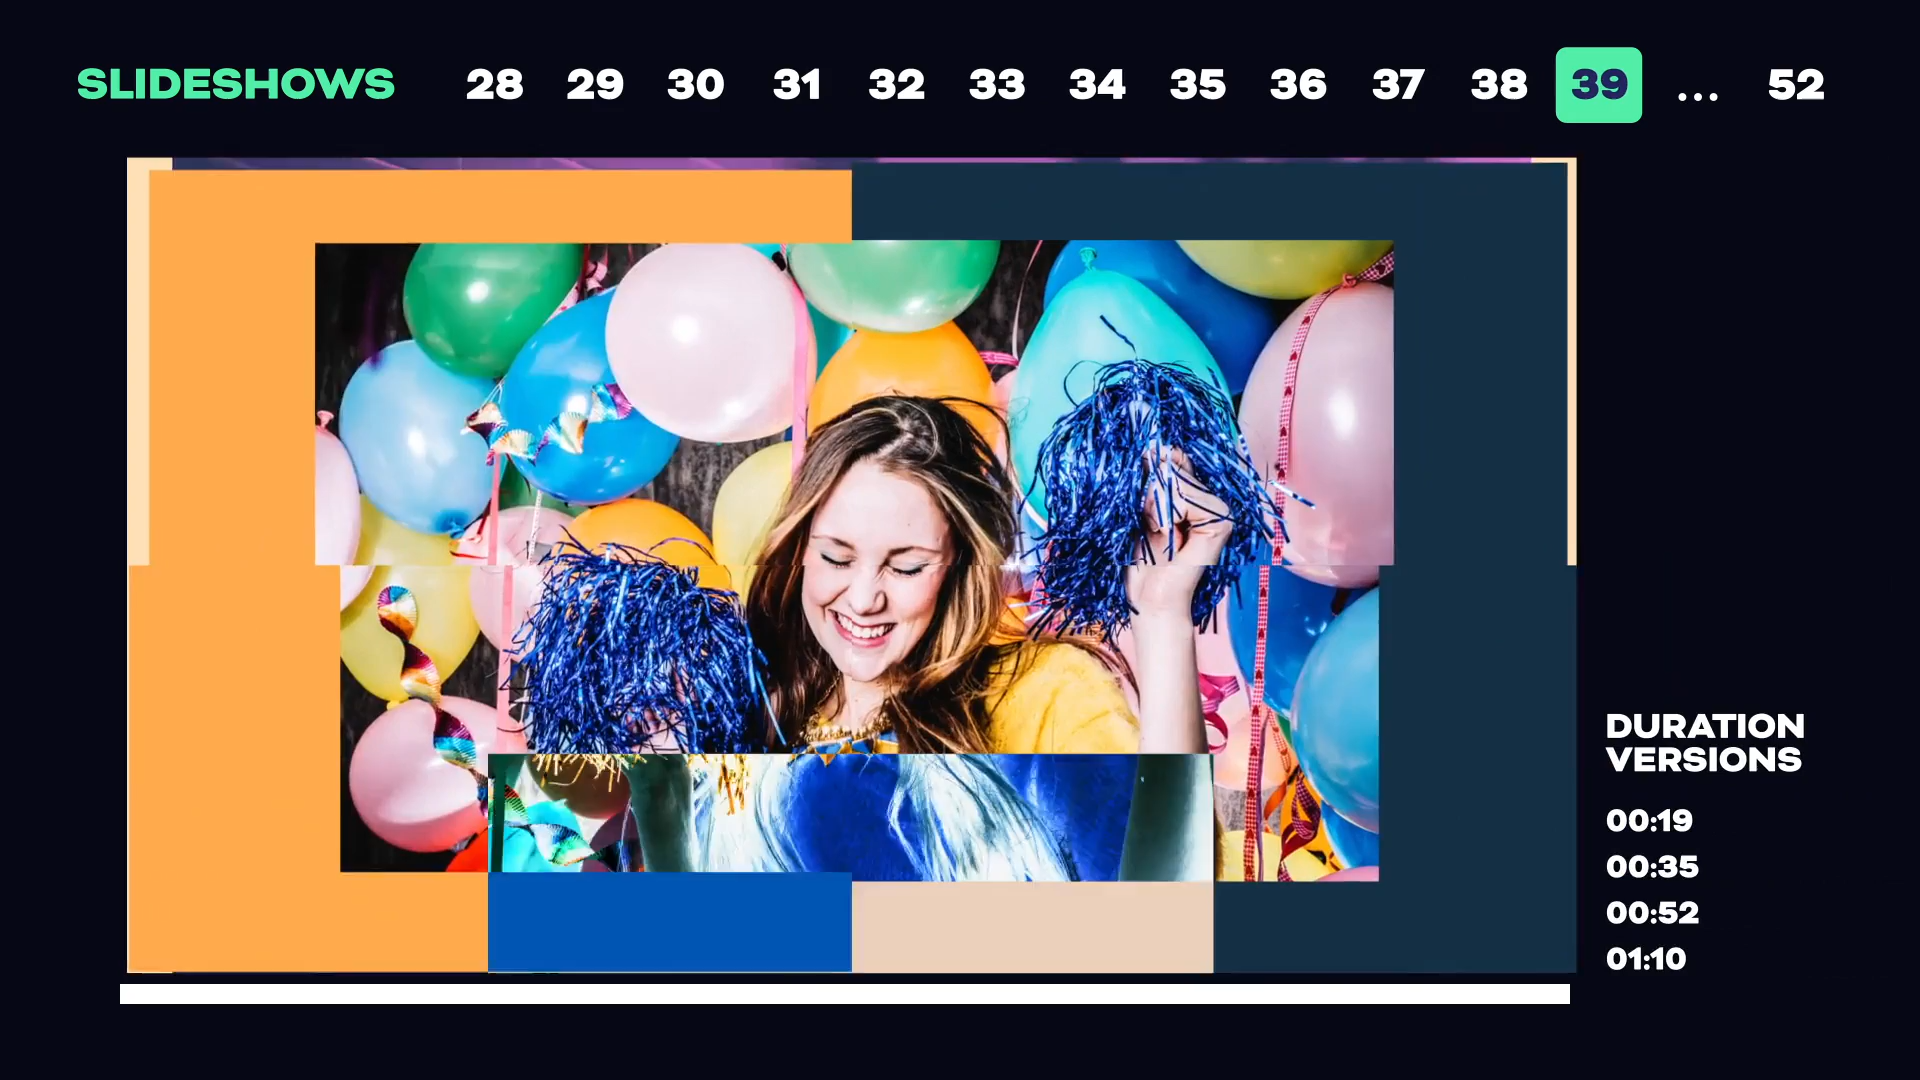 SLIDESHOWS 28 29 30 31 32 33 34 35 36 37 38 39 ... 52
DURATION
VERSIONS
00:19
00:35
00:52
01:10